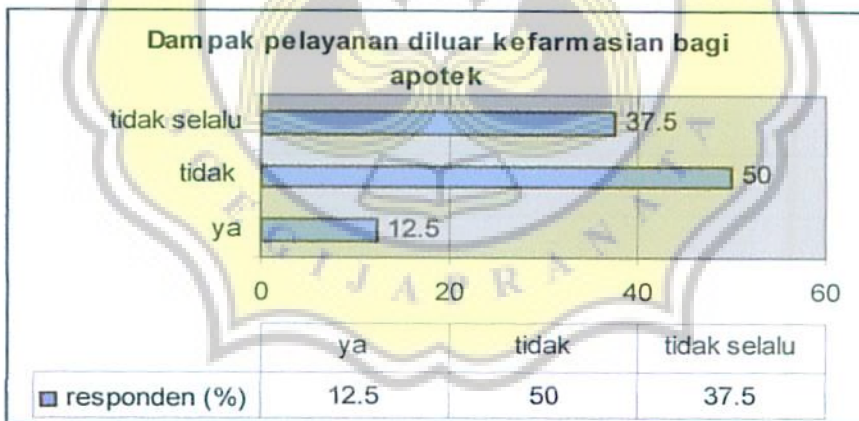 Dampak pelayanan diluar kefarmasian bagi
apotek
tidak selalu 37.5
tidak 50
ya 12.5
0 20 40 60
ya tidak tidak selalu
responden (%) 12.5 50 37.5
SOEGIJAPRANATA